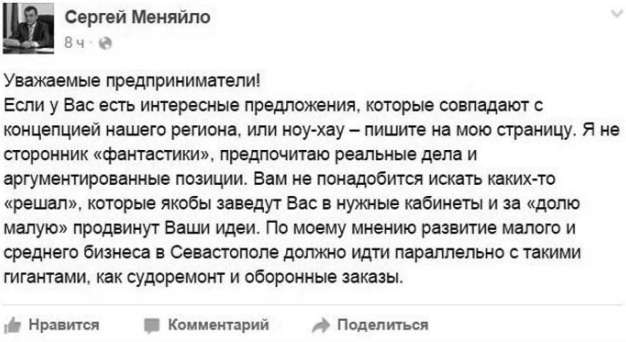 Сергей Меняйло
8 ч
Уважаемые предприниматели!
Если у Вас есть интересные предложения, которые совпадают с
концепцией нашего региона, или ноу-хау – пишите на мою страницу. Я не
сторонник «фантастики», предпочитаю реальные дела и
аргументированные позиции. Вам не понадобится искать каких-то
«решал», которые якобы заведут Вас в нужные кабинеты и за «долю
малую» продвинут Ваши идеи. По моему мнению развитие малого и
среднего бизнеса в Севастополе должно идти параллельно с такими
гигантами, как судоремонт и оборонные заказы.
Нравится Комментарий Поделиться